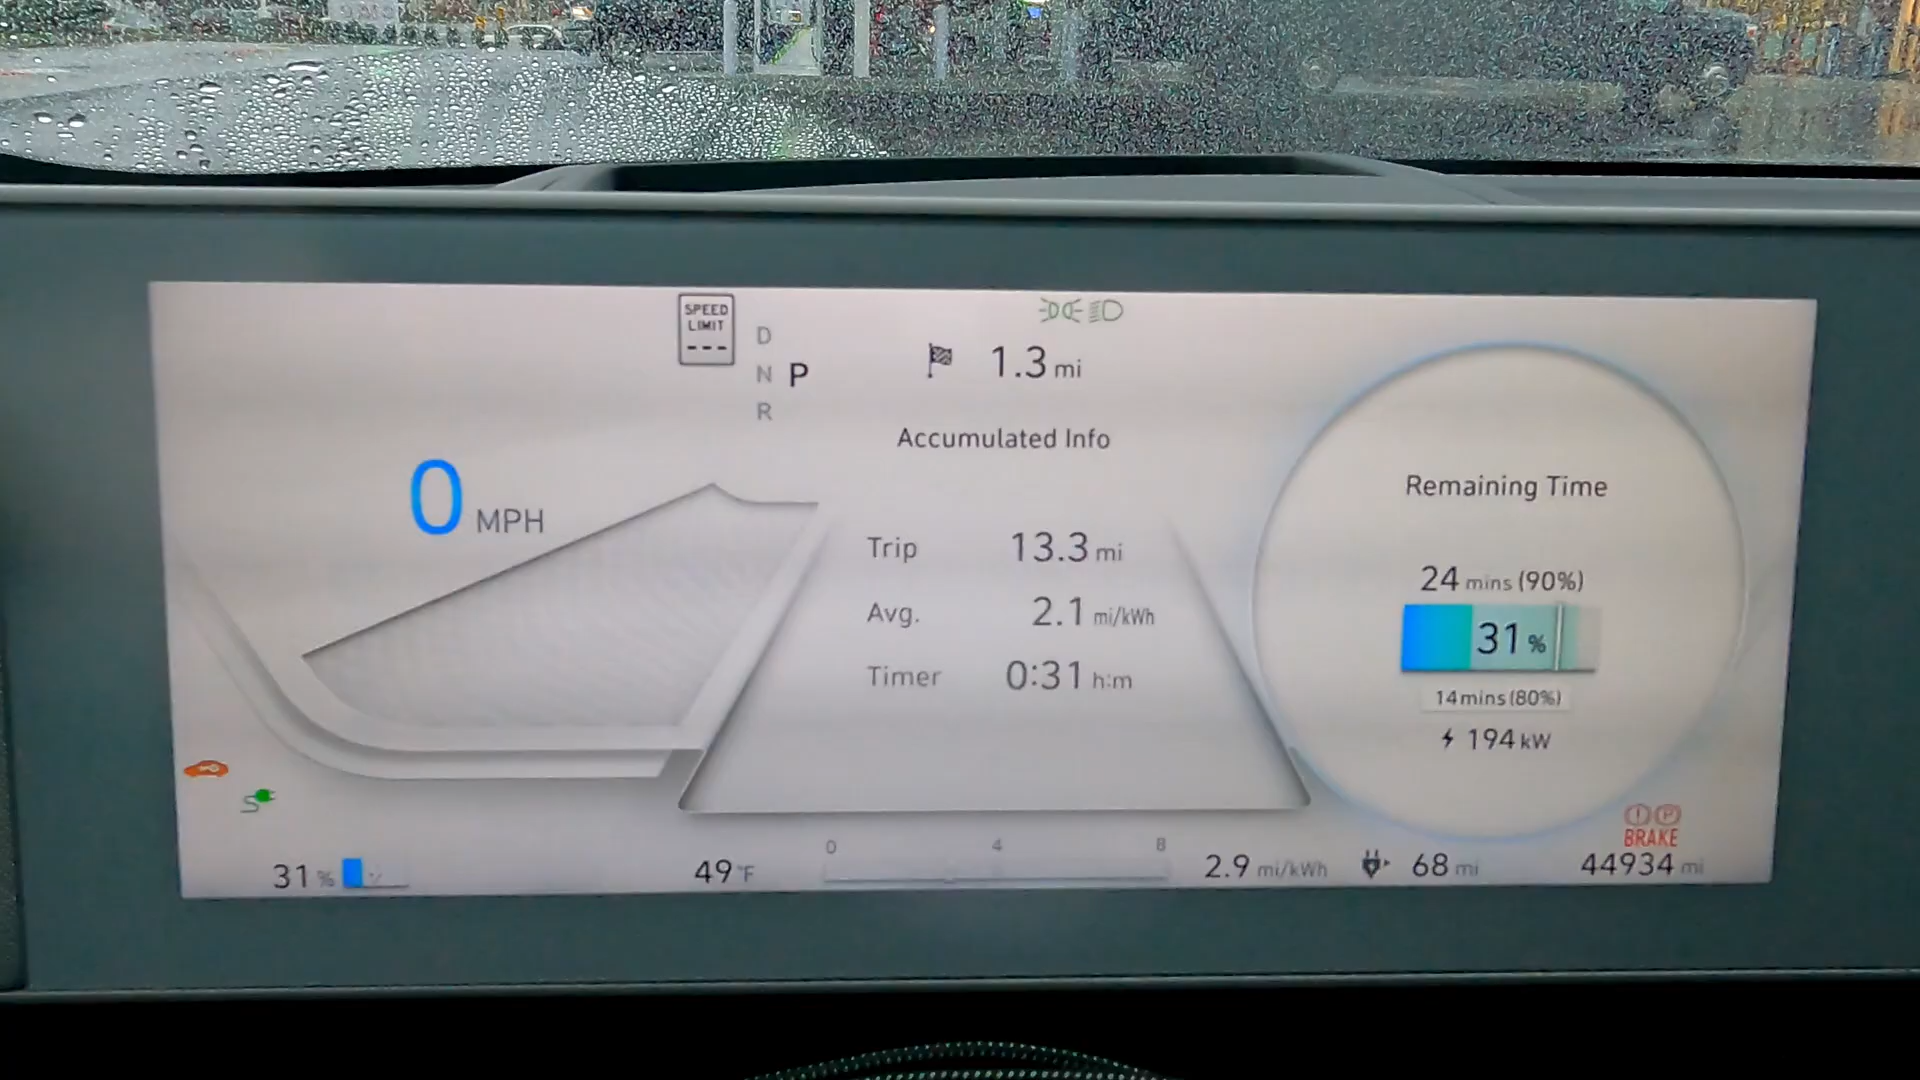 SPEED
LIMIT
---
D
N P
R
1.3 mi
Accumulated Info
0 MPH
Trip 13.3 mi
Avg. 2.1 mi/kWh
Timer 0:31 h:m
Remaining Time
24 mins (90%)
31 %
14 mins (80%)
194 kW
P
BRAKE
0 4 8
31 %
49 °F
2.9 mi/kWh
68 mi
44934 mi